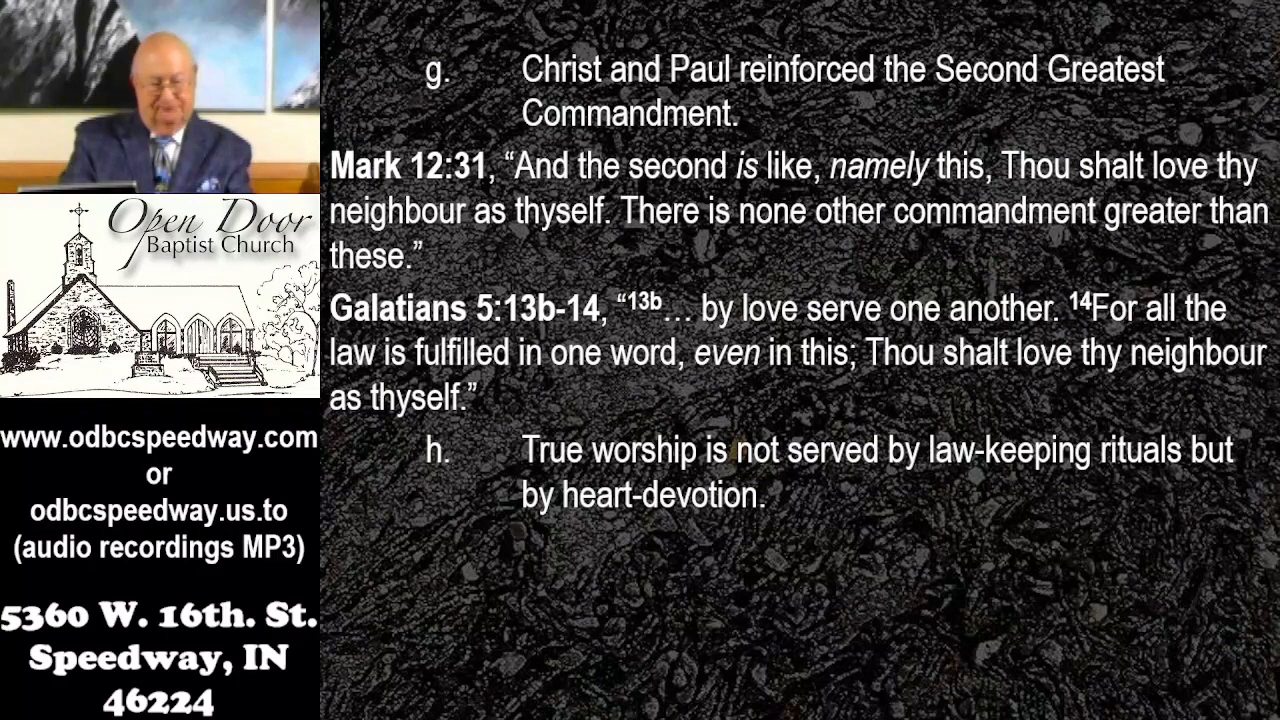 Open Door
Baptist Church
www.odbcspeedway.com
or
odbcspeedway.us.to
(audio recordings MP3)
5360 W. 16th. St.
Speedway, IN
46224
g. Christ and Paul reinforced the Second Greatest
Commandment.
Mark 12:31, “And the second is like, namely this, Thou shalt love thy
neighbour as thyself. There is none other commandment greater than
these.”
Galatians 5:13b-14, “13b… by love serve one another. 14For all the
law is fulfilled in one word, even in this; Thou shalt love thy neighbour
as thyself.”
h. True worship is not served by law-keeping rituals but
by heart-devotion.